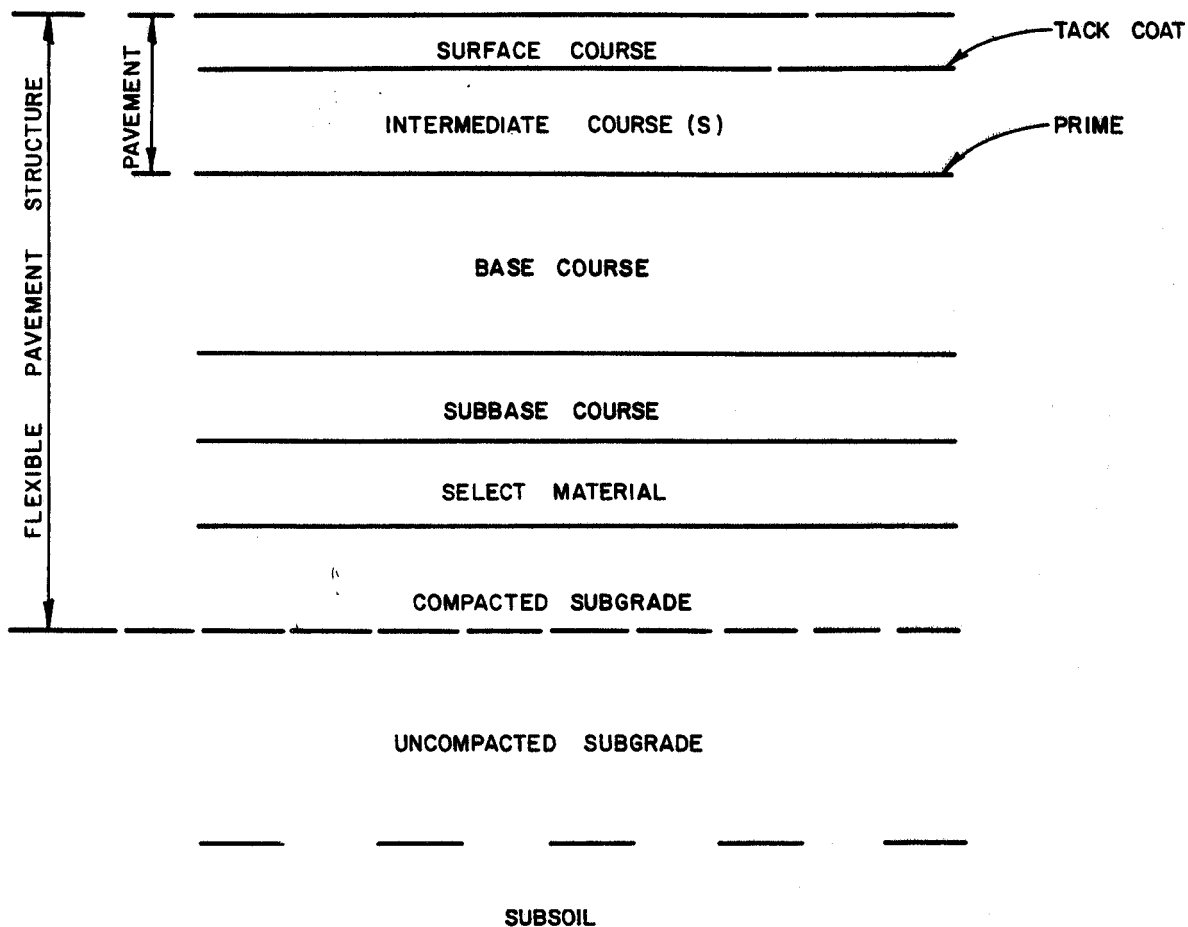 TACK COAT
SURFACE COURSE
INTERMEDIATE COURSE (S)
PRIME
PAVEMENT
FLEXIBLE PAVEMENT STRUCTURE
BASE COURSE
SUBBASE COURSE
SELECT MATERIAL
COMPACTED SUBGRADE
UNCOMPACTED SUBGRADE
SUBSOIL